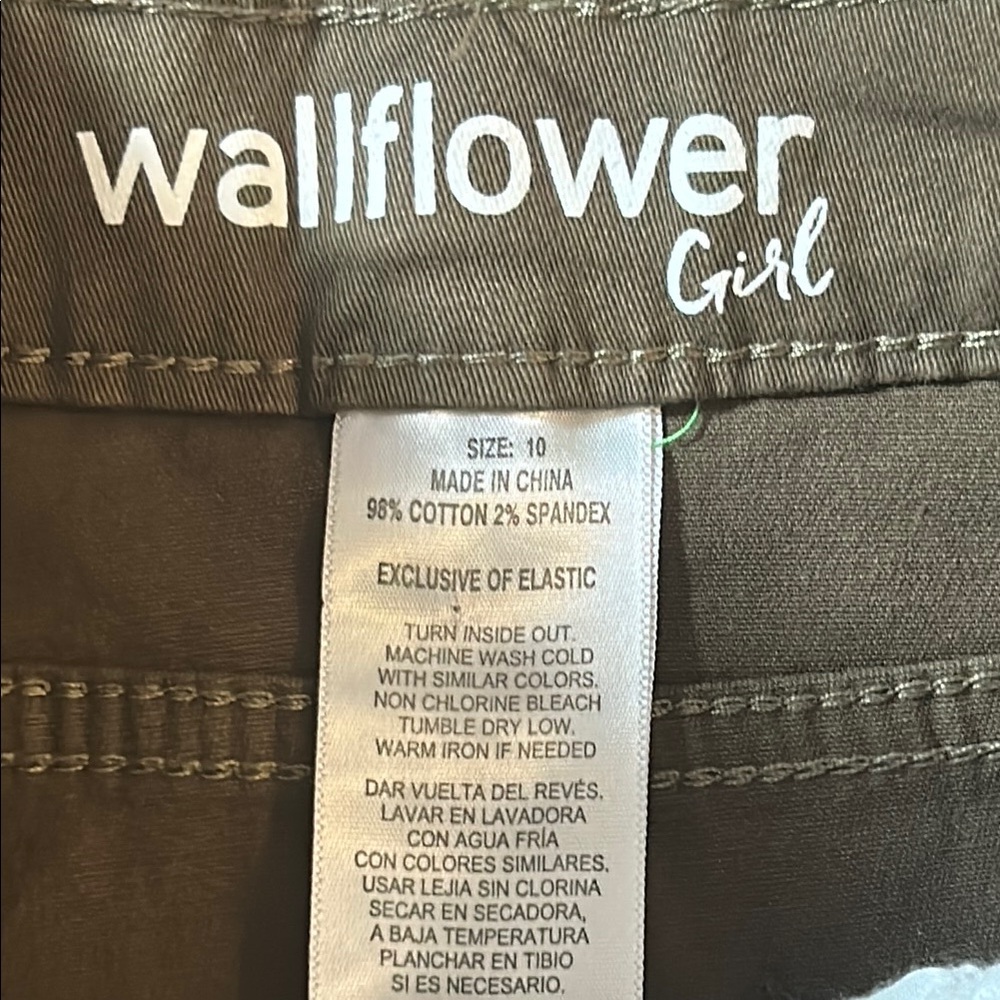 wallflower
Girl
SIZE: 10
MADE IN CHINA
98% COTTON 2% SPANDEX
EXCLUSIVE OF ELASTIC
TURN INSIDE OUT.
MACHINE WASH COLD
WITH SIMILAR COLORS.
NON CHLORINE BLEACH
TUMBLE DRY LOW.
WARM IRON IF NEEDED
DAR VUELTA DEL REVÉS.
LAVAR EN LAVADORA
CON AGUA FRÍA
CON COLORES SIMILARES.
USAR LEJIA SIN CLORINA
SECAR EN SECADORA,
A BAJA TEMPERATURA
PLANCHAR EN TIBIO
SI ES NECESARIO.